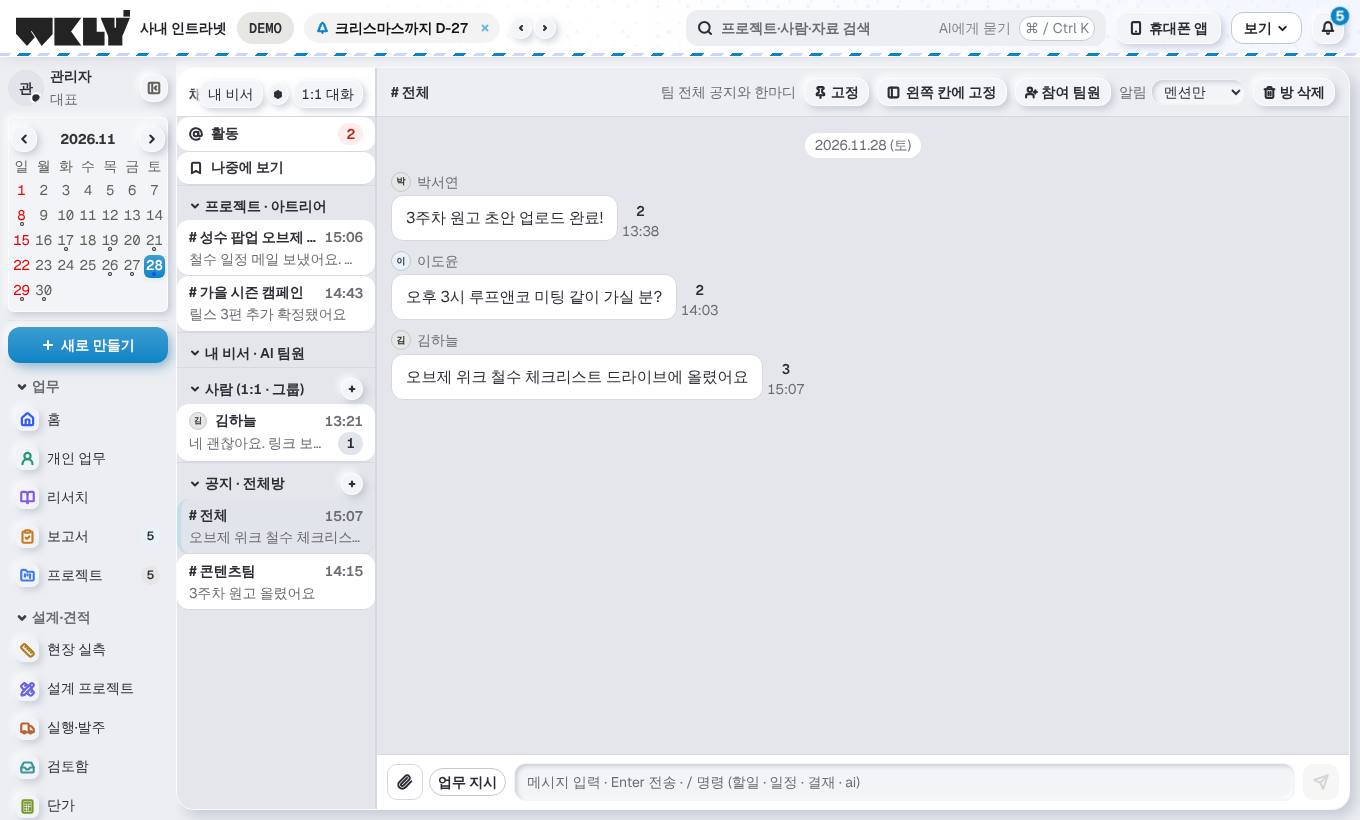 WKLY 사내 인트라넷 DEMO 크리스마스까지 D-27 ×
프로젝트·사람·자료 검색 AI에게 묻기 ⌘ / Ctrl K
휴대폰 앱 보기 5
관 관리자
대표
2026.11
일 월 화 수 목 금 토
1 2 3 4 5 6 7
8 9 10 11 12 13 14
15 16 17 18 19 20 21
22 23 24 25 26 27 28
29 30
+ 새로 만들기
업무
홈
개인 업무
리서치
보고서 5
프로젝트 5
설계·견적
현장 실측
설계 프로젝트
실행·발주
검토함
단가
내 비서 1:1 대화
활동 2
나중에 보기
프로젝트 · 아트리어
# 성수 팝업 오브제 ... 15:06
철수 일정 메일 보냈어요. ...
# 가을 시즌 캠페인 14:43
릴스 3편 추가 확정됐어요
내 비서 · AI 팀원
사람 (1:1 · 그룹) +
김 김하늘 13:21
네 괜찮아요. 링크 보... 1
공지 · 전체방 +
# 전체 15:07
오브제 위크 철수 체크리스...
# 콘텐츠팀 14:15
3주차 원고 올렸어요
# 전체 팀 전체 공지와 한마디 고정 왼쪽 칸에 고정 참여 팀원 알림 멘션만 방 삭제
2026.11.28 (토)
박 박서연
3주차 원고 초안 업로드 완료! 2
13:38
이 이도윤
오후 3시 루프앤코 미팅 같이 가실 분? 2
14:03
김 김하늘
오브제 위크 철수 체크리스트 드라이브에 올렸어요 3
15:07
업무 지시 메시지 입력 · Enter 전송 · / 명령 (할일 · 일정 · 결재 · ai)